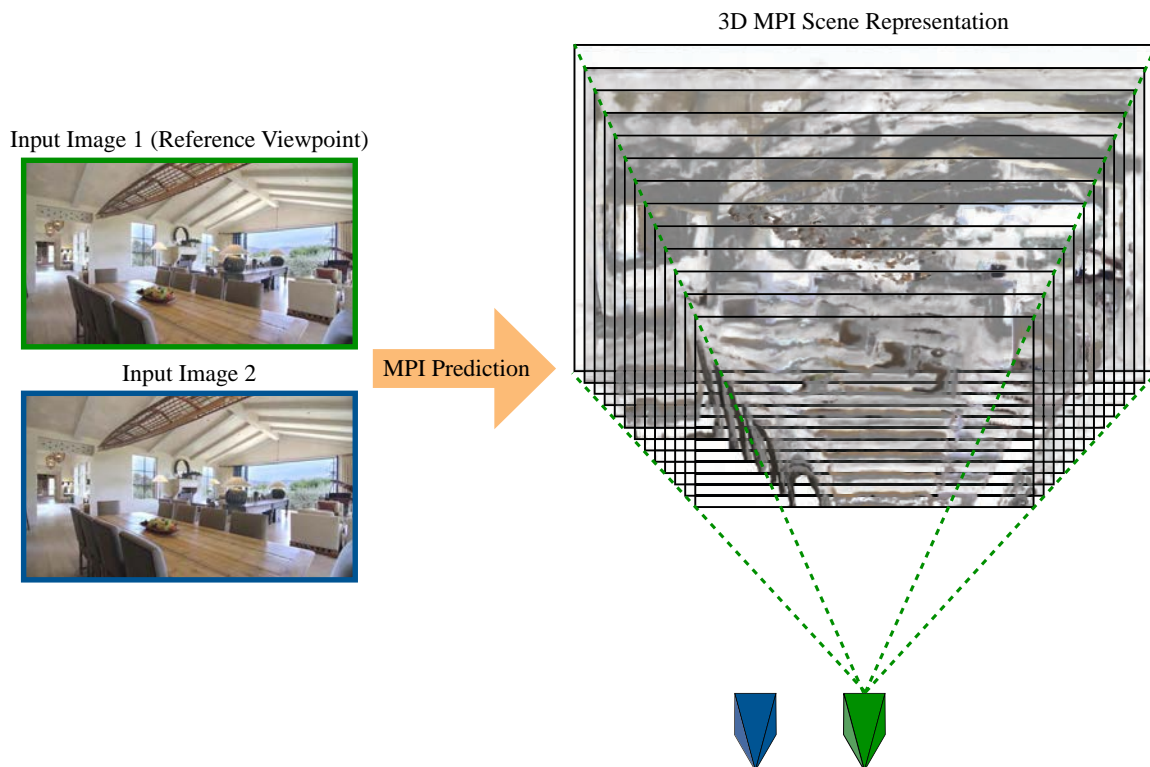 3D MPI Scene Representation
Input Image 1 (Reference Viewpoint)
Input Image 2
MPI Prediction